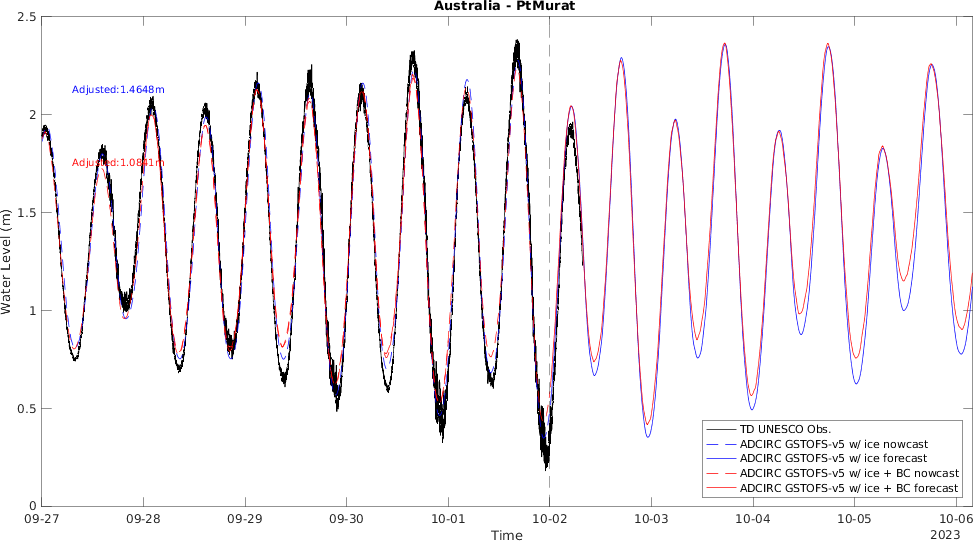 Australia - PtMurat
2.5
2
1.5
1
0.5
0
Water Level (m)
Adjusted:1.4648m
Adjusted:1.0841m
TD UNESCO Obs.
ADCIRC GSTOFS-v5 w/ ice nowcast
ADCIRC GSTOFS-v5 w/ ice forecast
ADCIRC GSTOFS-v5 w/ ice + BC nowcast
ADCIRC GSTOFS-v5 w/ ice + BC forecast
09-27 09-28 09-29 09-30 10-01 10-02 10-03 10-04 10-05 10-06
2023
Time